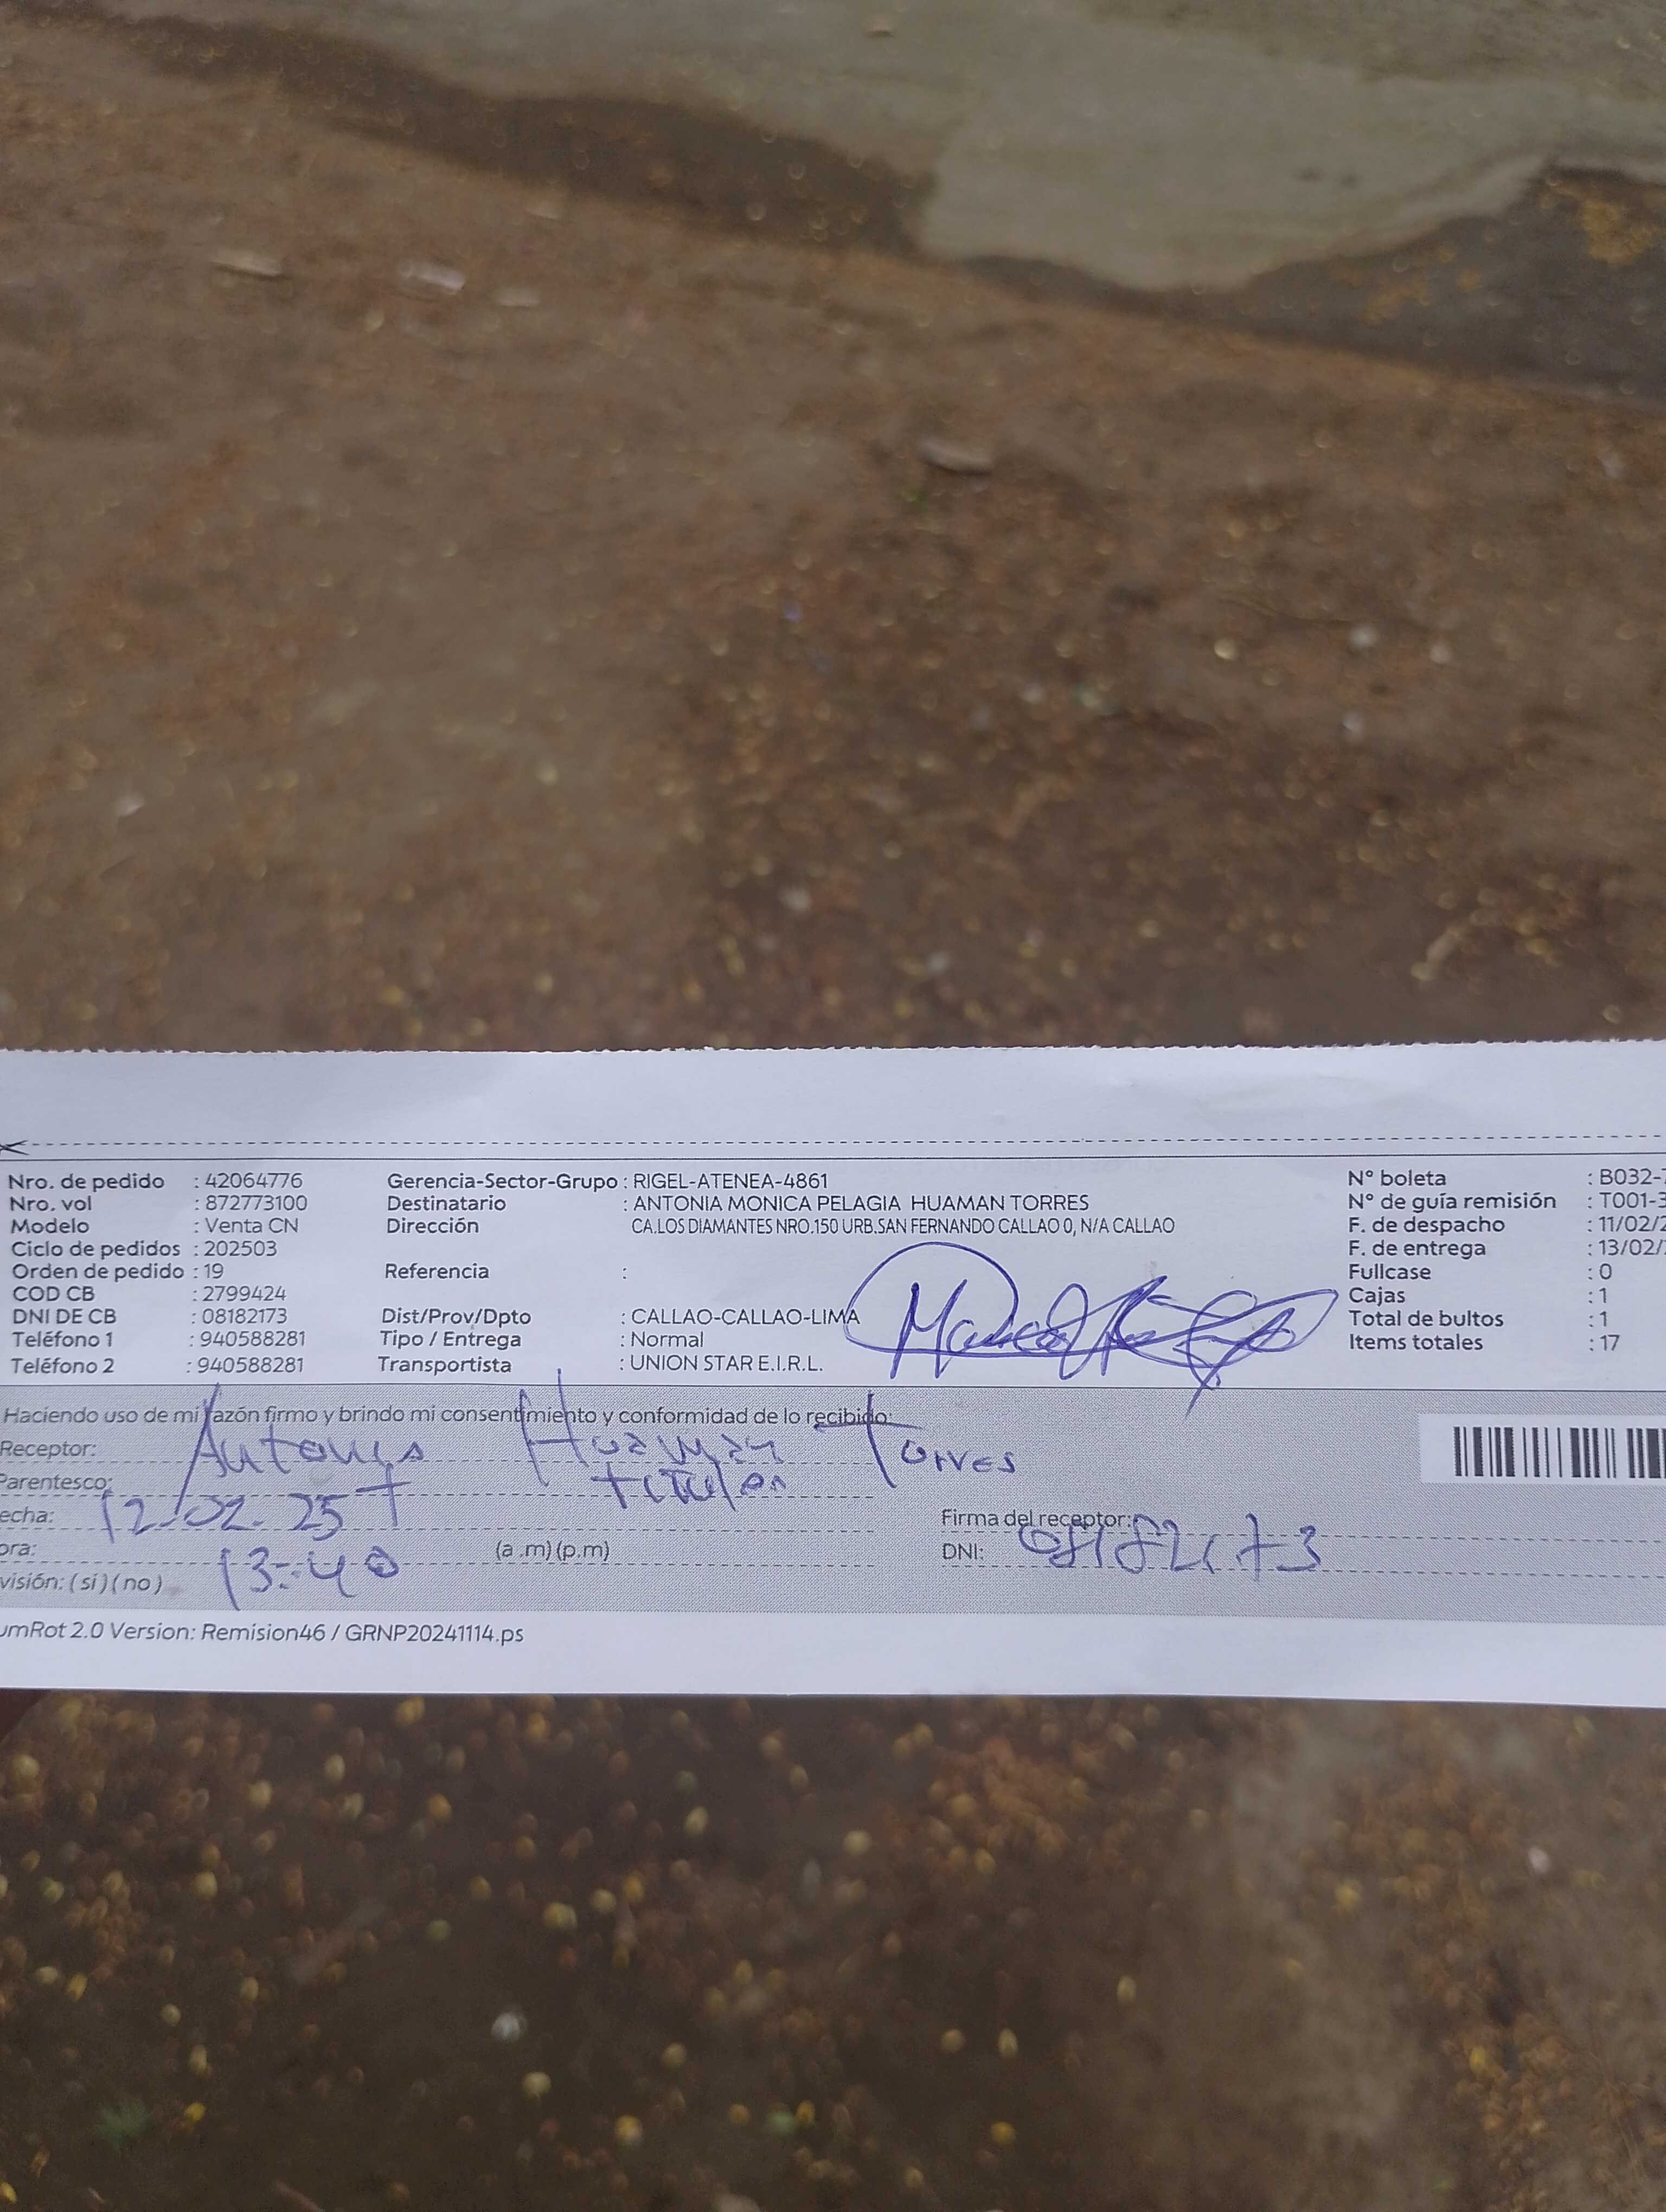 Nro. de pedido : 42064776 Gerencia-Sector-Grupo : RIGEL-ATENEA-4861 N° boleta : B032-
Nro. vol : 872773100 Destinatario : ANTONIA MONICA PELAGIA HUAMAN TORRES N° de guía remisión : T001-3
Modelo : Venta CN Dirección CA.LOS DIAMANTES NRO.150 URB.SAN FERNANDO CALLAO 0, N/A CALLAO F. de despacho : 11/02/2
Ciclo de pedidos : 202503 F. de entrega : 13/02/
Orden de pedido : 19 Referencia : Fullcase : 0
COD CB : 2799424 Cajas : 1
DNI DE CB : 08182173 Dist/Prov/Dpto : CALLAO-CALLAO-LIMA Total de bultos : 1
Teléfono 1 : 940588281 Tipo / Entrega : Normal Items totales : 17
Teléfono 2 : 940588281 Transportista : UNION STAR E.I.R.L.
Haciendo uso de mi razón firmo y brindo mi consentimiento y conformidad de lo recibido:
Receptor: Antonia Huaman Torres
Parentesco: titular
echa: 12-02-25 Firma del receptor:
ora: 13:40 (a .m) (p.m) DNI: 08182173
visión: ( si ) ( no )
umRot 2.0 Version: Remision46 / GRNP20241114.ps